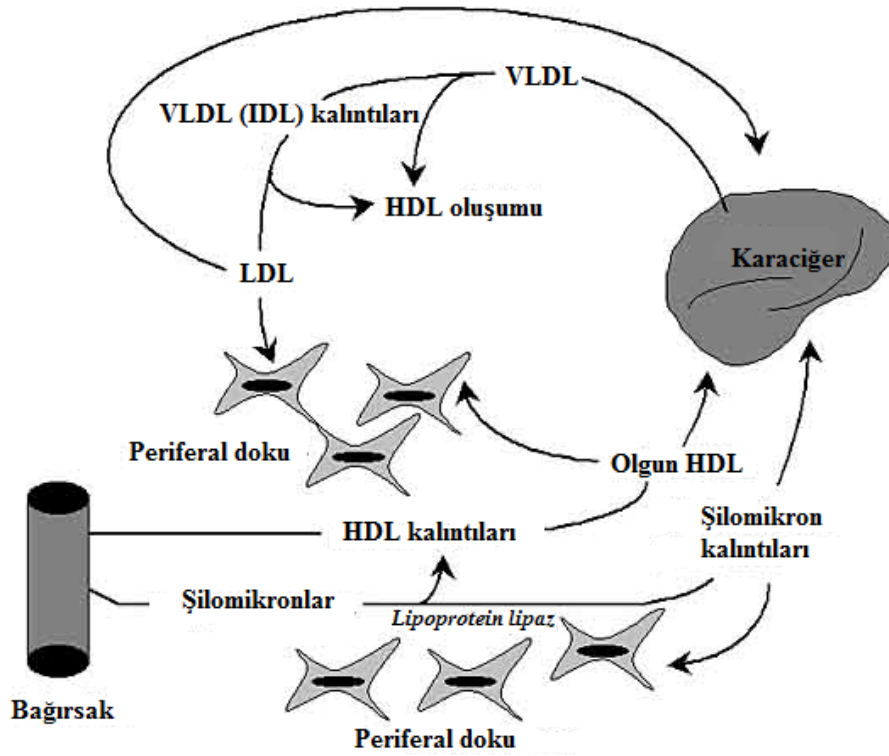 VLDL
VLDL (IDL) kalıntıları
HDL oluşumu
Karaciğer
LDL
Periferal doku
Olgun HDL
HDL kalıntıları
Şilomikron
kalıntıları
Şilomikronlar
Lipoprotein lipaz
Bağırsak
Periferal doku